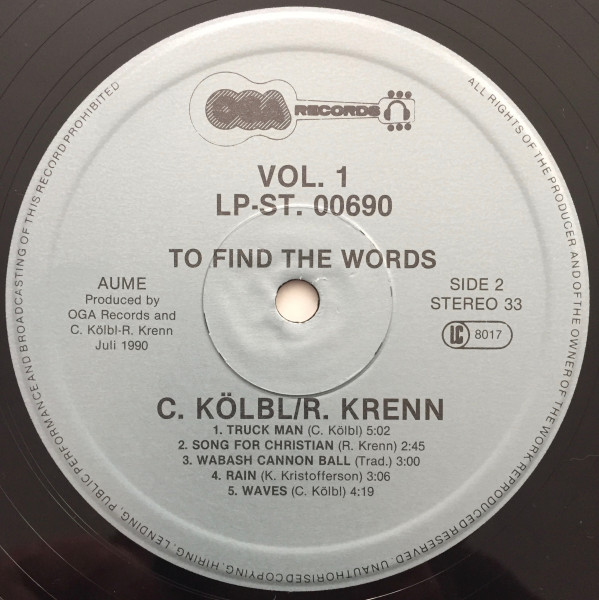 OGA RECORDS
VOL. 1
LP-ST. 00690
TO FIND THE WORDS
AUME
Produced by
OGA Records and
C. Kölbl-R. Krenn
Juli 1990
SIDE 2
STEREO 33
LC 8017
C. KÖLBL/R. KRENN
1. TRUCK MAN (C. Kölbl) 5:02
2. SONG FOR CHRISTIAN (R. Krenn) 2:45
3. WABASH CANNON BALL (Trad.) 3:00
4. RAIN (K. Kristofferson) 3:06
5. WAVES (C. Kölbl) 4:19
ALL RIGHTS OF THE PRODUCER AND OF THE OWNER OF THE WORK REPRODUCED RESERVED. UNAUTHORISED COPYING, HIRING, LENDING, PUBLIC PERFORMANCE AND BROADCASTING OF THIS RECORD PROHIBITED